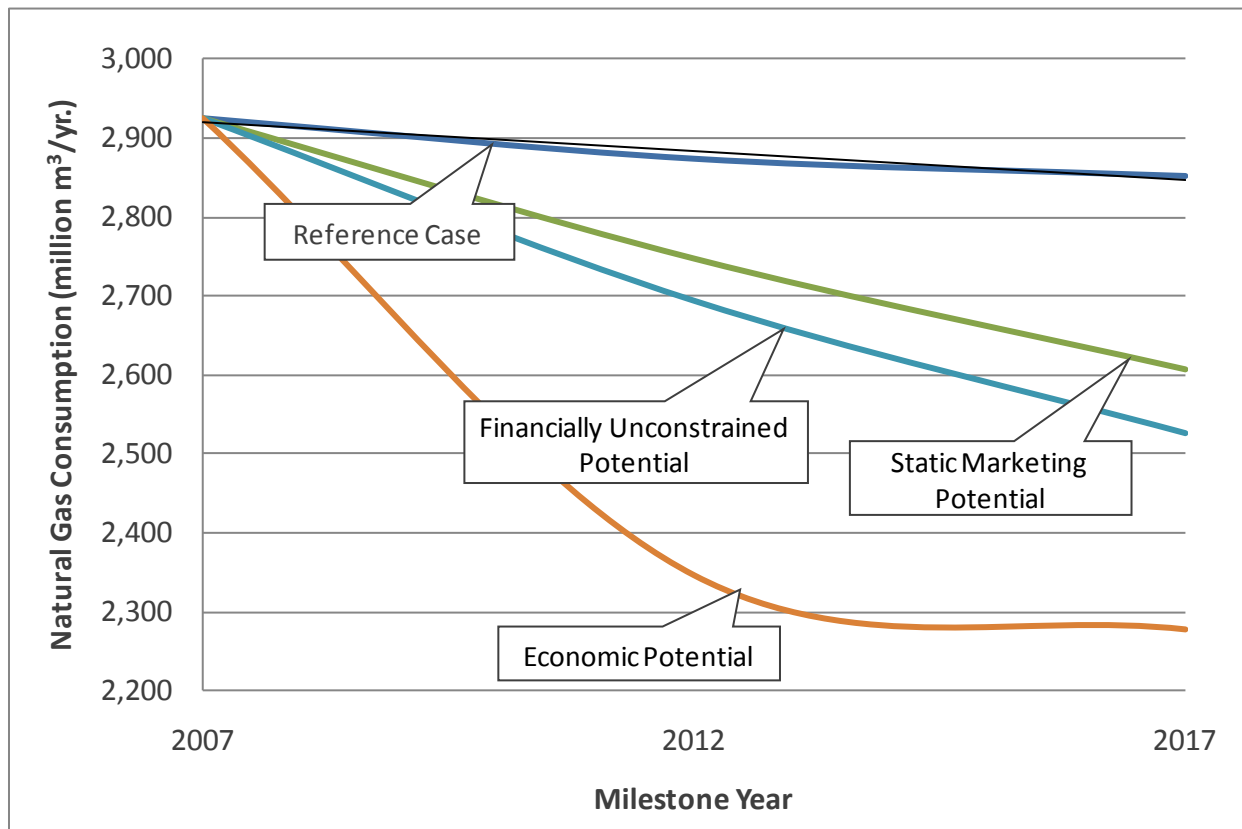 3,000
2,900
2,800
2,700
2,600
2,500
2,400
2,300
2,200
Natural Gas Consumption (million m³/yr.)
Reference Case
Financially Unconstrained
Potential
Static Marketing
Potential
Economic Potential
2007
2012
2017
Milestone Year